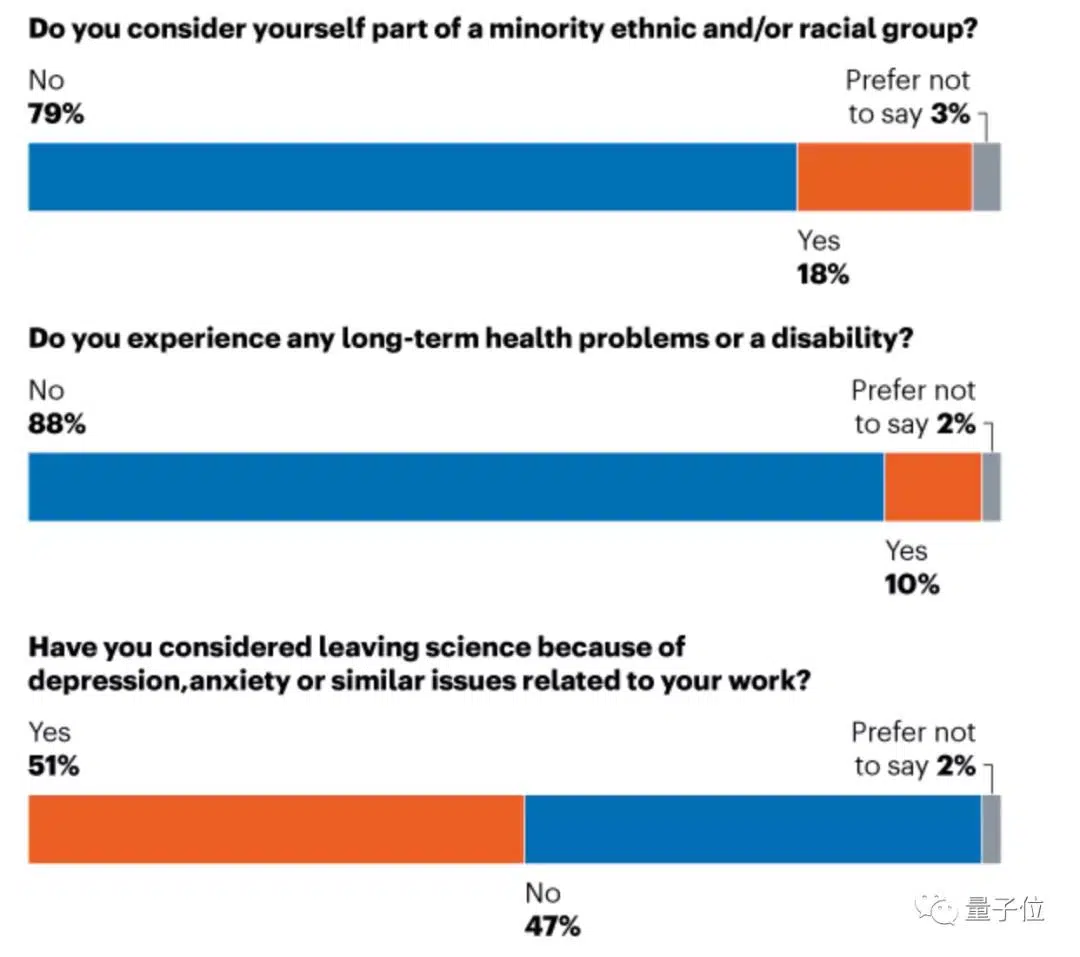 Do you consider yourself part of a minority ethnic and/or racial group?
No
79%
Prefer not
to say 3%
Yes
18%
Do you experience any long-term health problems or a disability?
No
88%
Prefer not
to say 2%
Yes
10%
Have you considered leaving science because of
depression,anxiety or similar issues related to your work?
Yes
51%
Prefer not
to say 2%
No
47%
量子位